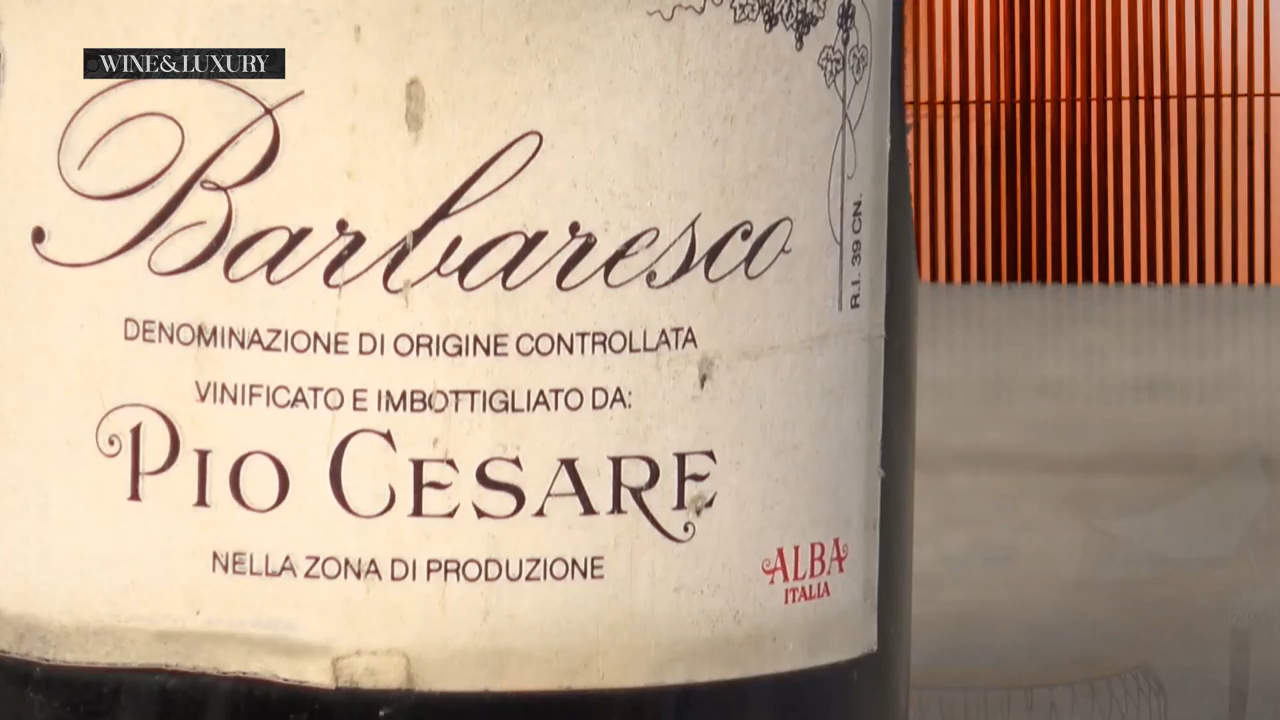 WINE&LUXURY
Barbaresco
R.I. 39 CN.
DENOMINAZIONE DI ORIGINE CONTROLLATA
VINIFICATO E IMBOTTIGLIATO DA:
PIO CESARE
NELLA ZONA DI PRODUZIONE
ALBA
ITALIA